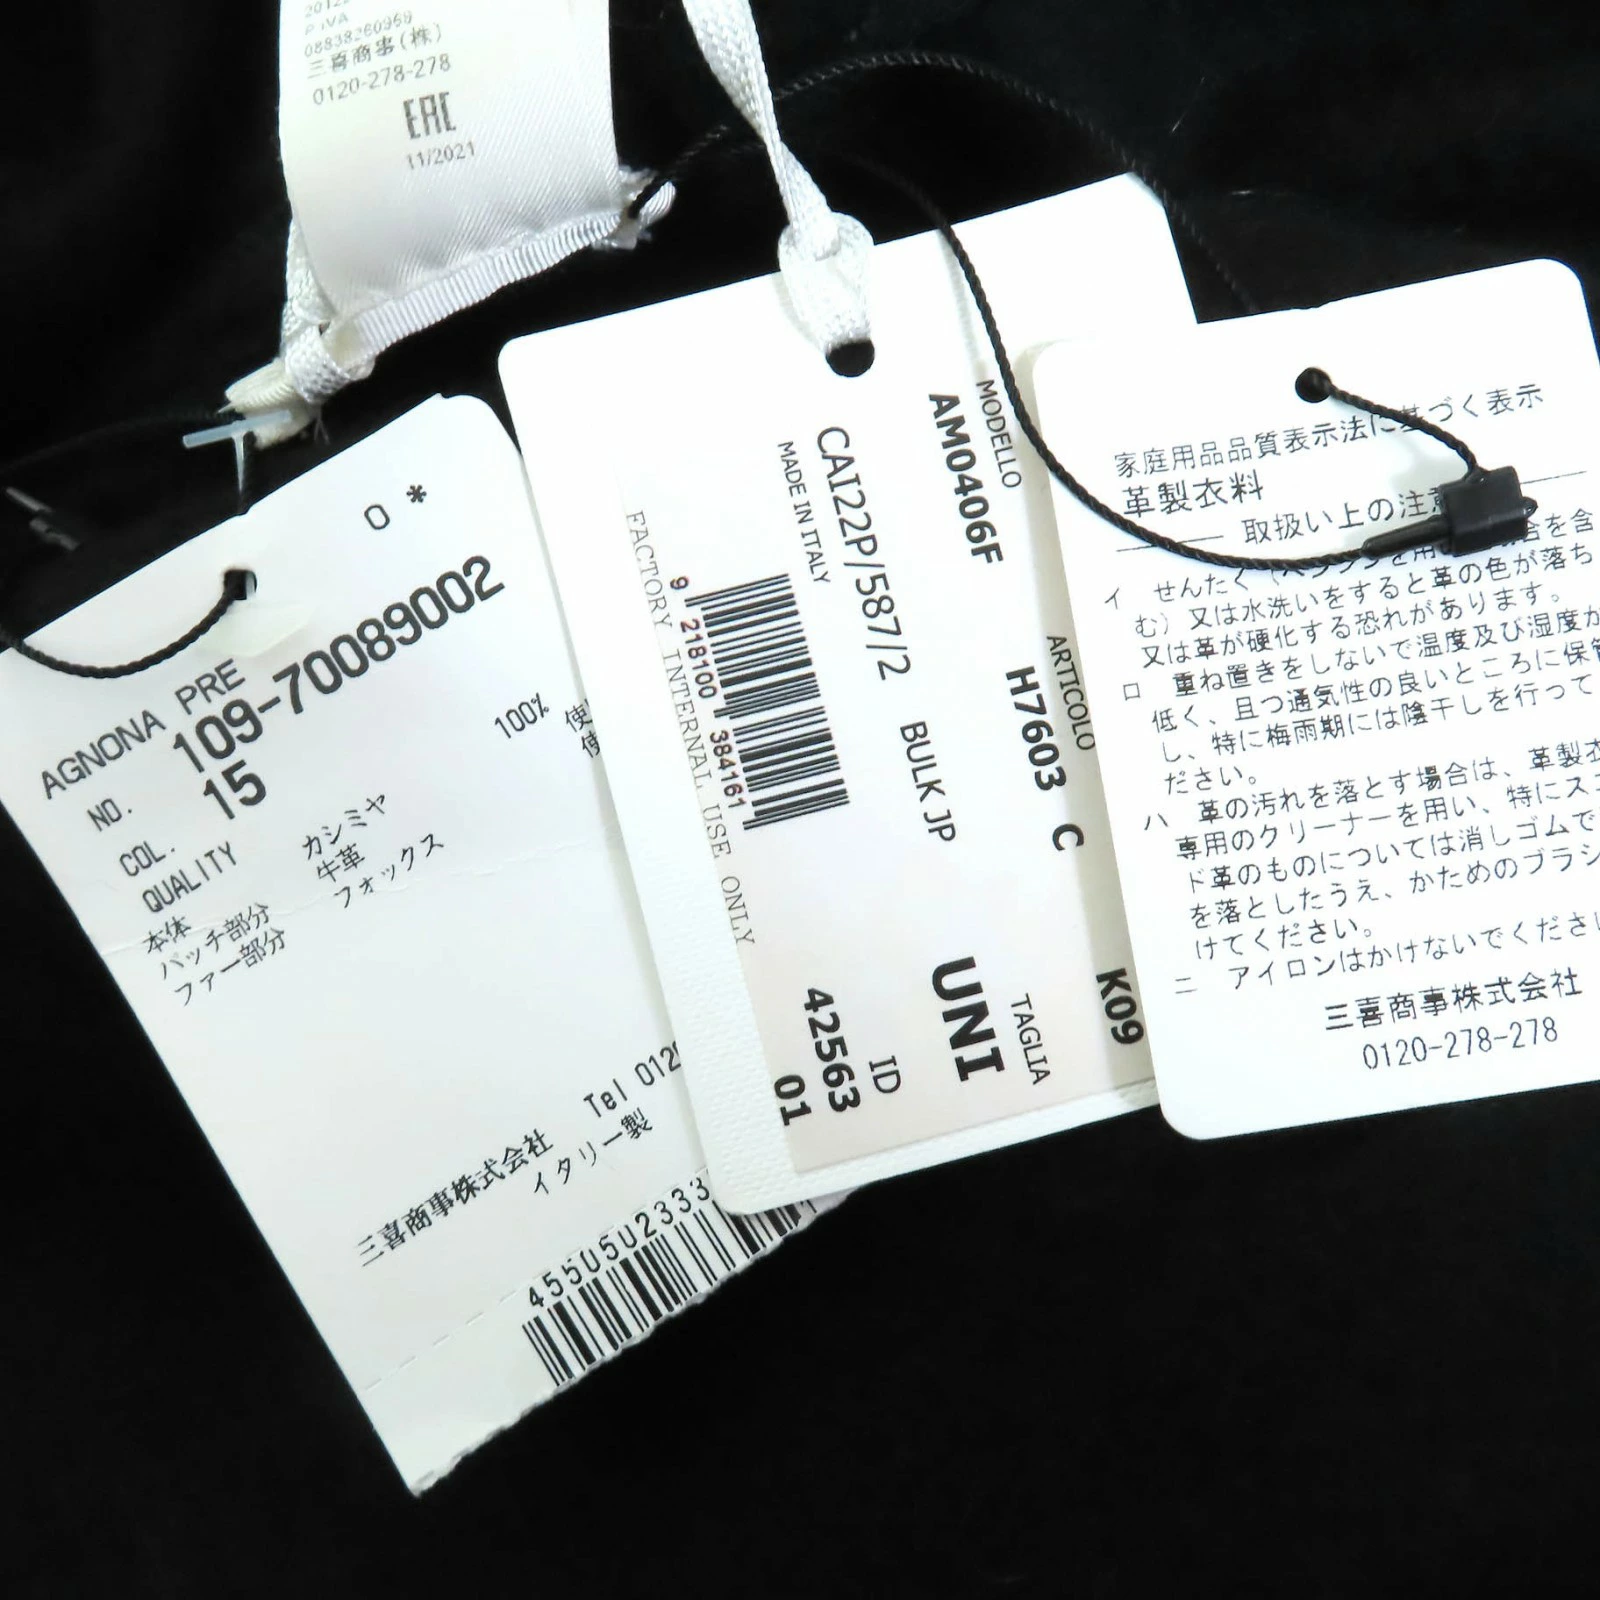 P.IVA
08838260969
三喜商事(株)
0120-278-278
EAC
11/2021
0 *
AGNONA PRE
NO. 109-70089002
COL. 15
QUALITY
本体 カシミヤ 100%
パッチ部分 牛革
ファー部分 フォックス
Tel 012
三喜商事株式会社
イタリー製
4550502333
MODELLO
AM0406F
ARTICOLO
H7603 C K09
TAGLIA
UNI
CAI22P/587/2 BULK JP
MADE IN ITALY
ID
42563
01
9 218100 384161
FACTORY INTERNAL USE ONLY
家庭用品品質表示法に基づく表示
革製衣料
取扱い上の注意
イ せんたく 合を含
む)又は水洗いをすると革の色が落ち
又は革が硬化する恐れがあります。
ロ 重ね置きをしないで温度及び湿度が
低く、且つ通気性の良いところに保管
し、特に梅雨期には陰干しを行って
ださい。
ハ 革の汚れを落とす場合は、革製衣
専用のクリーナーを用い、特にスエ
ド革のものについては消しゴムで
を落としたうえ、かためのブラシ
けてください。
ニ アイロンはかけないでください
三喜商事株式会社
0120-278-278